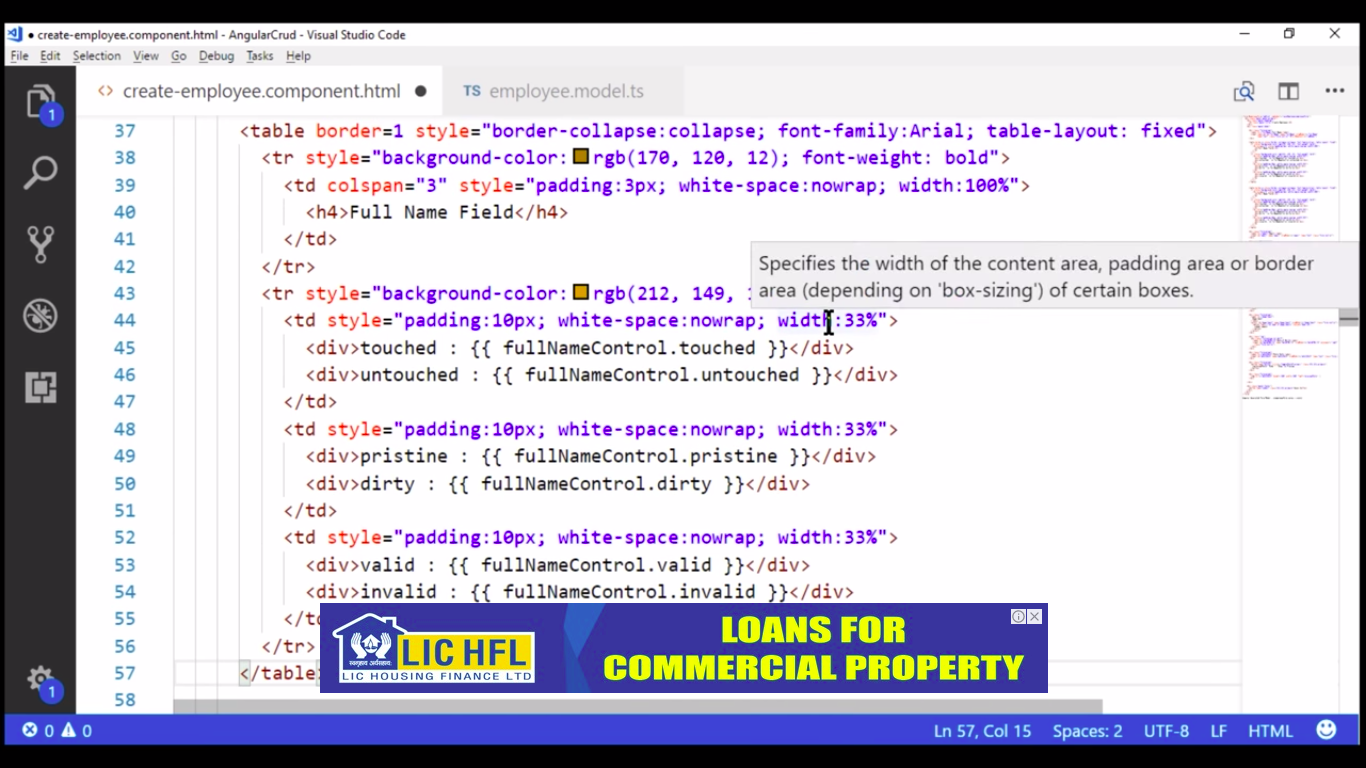 create-employee.component.html - AngularCrud - Visual Studio Code
File Edit Selection View Go Debug Tasks Help
<> create-employee.component.html TS employee.model.ts
37 <table border=1 style="border-collapse:collapse; font-family:Arial; table-layout: fixed">
38 <tr style="background-color:rgb(170, 120, 12); font-weight: bold">
39 <td colspan="3" style="padding:3px; white-space:nowrap; width:100%">
40 <h4>Full Name Field</h4>
41 </td>
42 </tr>
Specifies the width of the content area, padding area or border
area (depending on 'box-sizing') of certain boxes.
43 <tr style="background-color:rgb(212, 149,
44 <td style="padding:10px; white-space:nowrap; width:33%">
45 <div>touched : {{ fullNameControl.touched }}</div>
46 <div>untouched : {{ fullNameControl.untouched }}</div>
47 </td>
48 <td style="padding:10px; white-space:nowrap; width:33%">
49 <div>pristine : {{ fullNameControl.pristine }}</div>
50 <div>dirty : {{ fullNameControl.dirty }}</div>
51 </td>
52 <td style="padding:10px; white-space:nowrap; width:33%">
53 <div>valid : {{ fullNameControl.valid }}</div>
54 <div>invalid : {{ fullNameControl.invalid }}</div>
55 </t
56 </tr>
57 </table
58
LIC HFL
LIC HOUSING FINANCE LTD
LOANS FOR
COMMERCIAL PROPERTY
1
1
0 0 Ln 57, Col 15 Spaces: 2 UTF-8 LF HTML